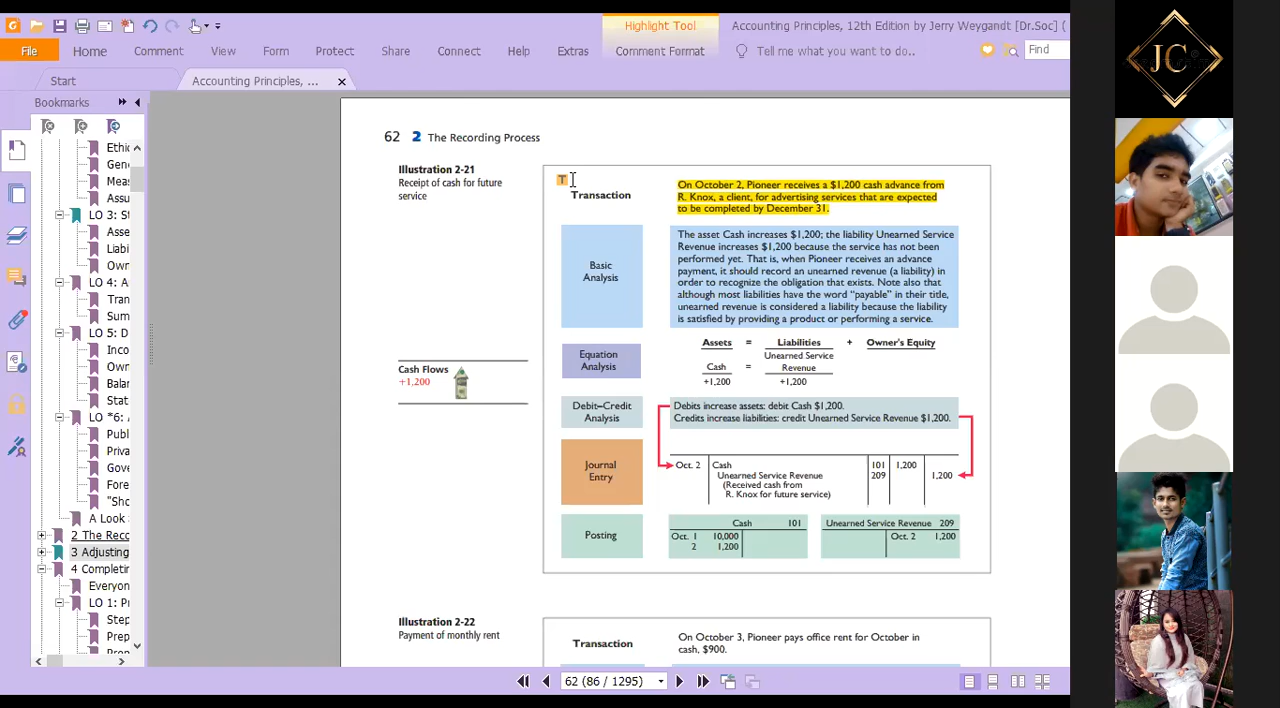 Highlight Tool
Accounting Principles, 12th Edition by Jerry Weygandt [Dr.Soc] (
File
Home
Comment
View
Form
Protect
Share
Connect
Help
Extras
Comment Format
Tell me what you want to do..
Find
Start
Accounting Principles, ...
Bookmarks
Ethic
Gene
Meas
Assu
LO 3: St
Asse
Liabi
Own
LO 4: A
Tran
Sum
LO 5: D
Inco
Own
Balar
Stat
LO *6: A
Publ
Priva
Gove
Fore
"Sho
A Look
2 The Reco
3 Adjusting
4 Completin
Everyon
LO 1: Pr
Step
Prep
62 2 The Recording Process
Illustration 2-21
Receipt of cash for future
service
Cash Flows
+1,200
T
Transaction
On October 2, Pioneer receives a $1,200 cash advance from
R. Knox, a client, for advertising services that are expected
to be completed by December 31.
Basic
Analysis
The asset Cash increases $1,200; the liability Unearned Service
Revenue increases $1,200 because the service has not been
performed yet. That is, when Pioneer receives an advance
payment, it should record an unearned revenue (a liability) in
order to recognize the obligation that exists. Note also that
although most liabilities have the word “payable” in their title,
unearned revenue is considered a liability because the liability
is satisfied by providing a product or performing a service.
Equation
Analysis
Assets = Liabilities + Owner's Equity
Unearned Service
Cash = Revenue
+1,200 +1,200
Debit–Credit
Analysis
Debits increase assets: debit Cash $1,200.
Credits increase liabilities: credit Unearned Service Revenue $1,200.
Journal
Entry
Oct. 2 Cash 101 1,200
Unearned Service Revenue 209 1,200
(Received cash from
R. Knox for future service)
Posting
Cash 101
Oct. 1 10,000
2 1,200
Unearned Service Revenue 209
Oct. 2 1,200
Illustration 2-22
Payment of monthly rent
Transaction
On October 3, Pioneer pays office rent for October in
cash, $900.
62 (86 / 1295)
JC